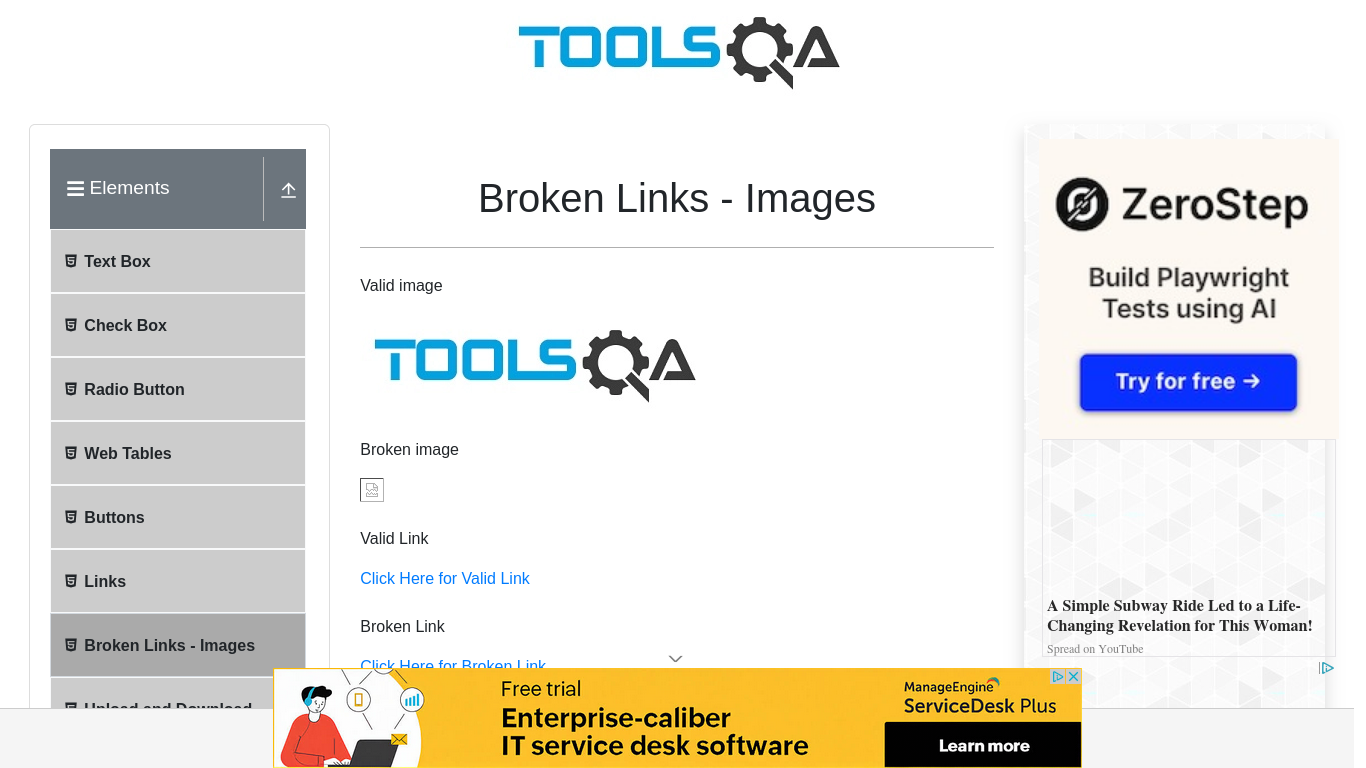 TOOLSQA
Elements
Text Box
Check Box
Radio Button
Web Tables
Buttons
Links
Broken Links - Images
Upload and Download
Broken Links - Images
Valid image
TOOLSQA
Broken image
Valid Link
Click Here for Valid Link
Broken Link
Click Here for Broken Link
ZeroStep
Build Playwright
Tests using AI
Try for free →
A Simple Subway Ride Led to a Life-
Changing Revelation for This Woman!
Spread on YouTube
Free trial
Enterprise-caliber
IT service desk software
ManageEngine
ServiceDesk Plus
Learn more